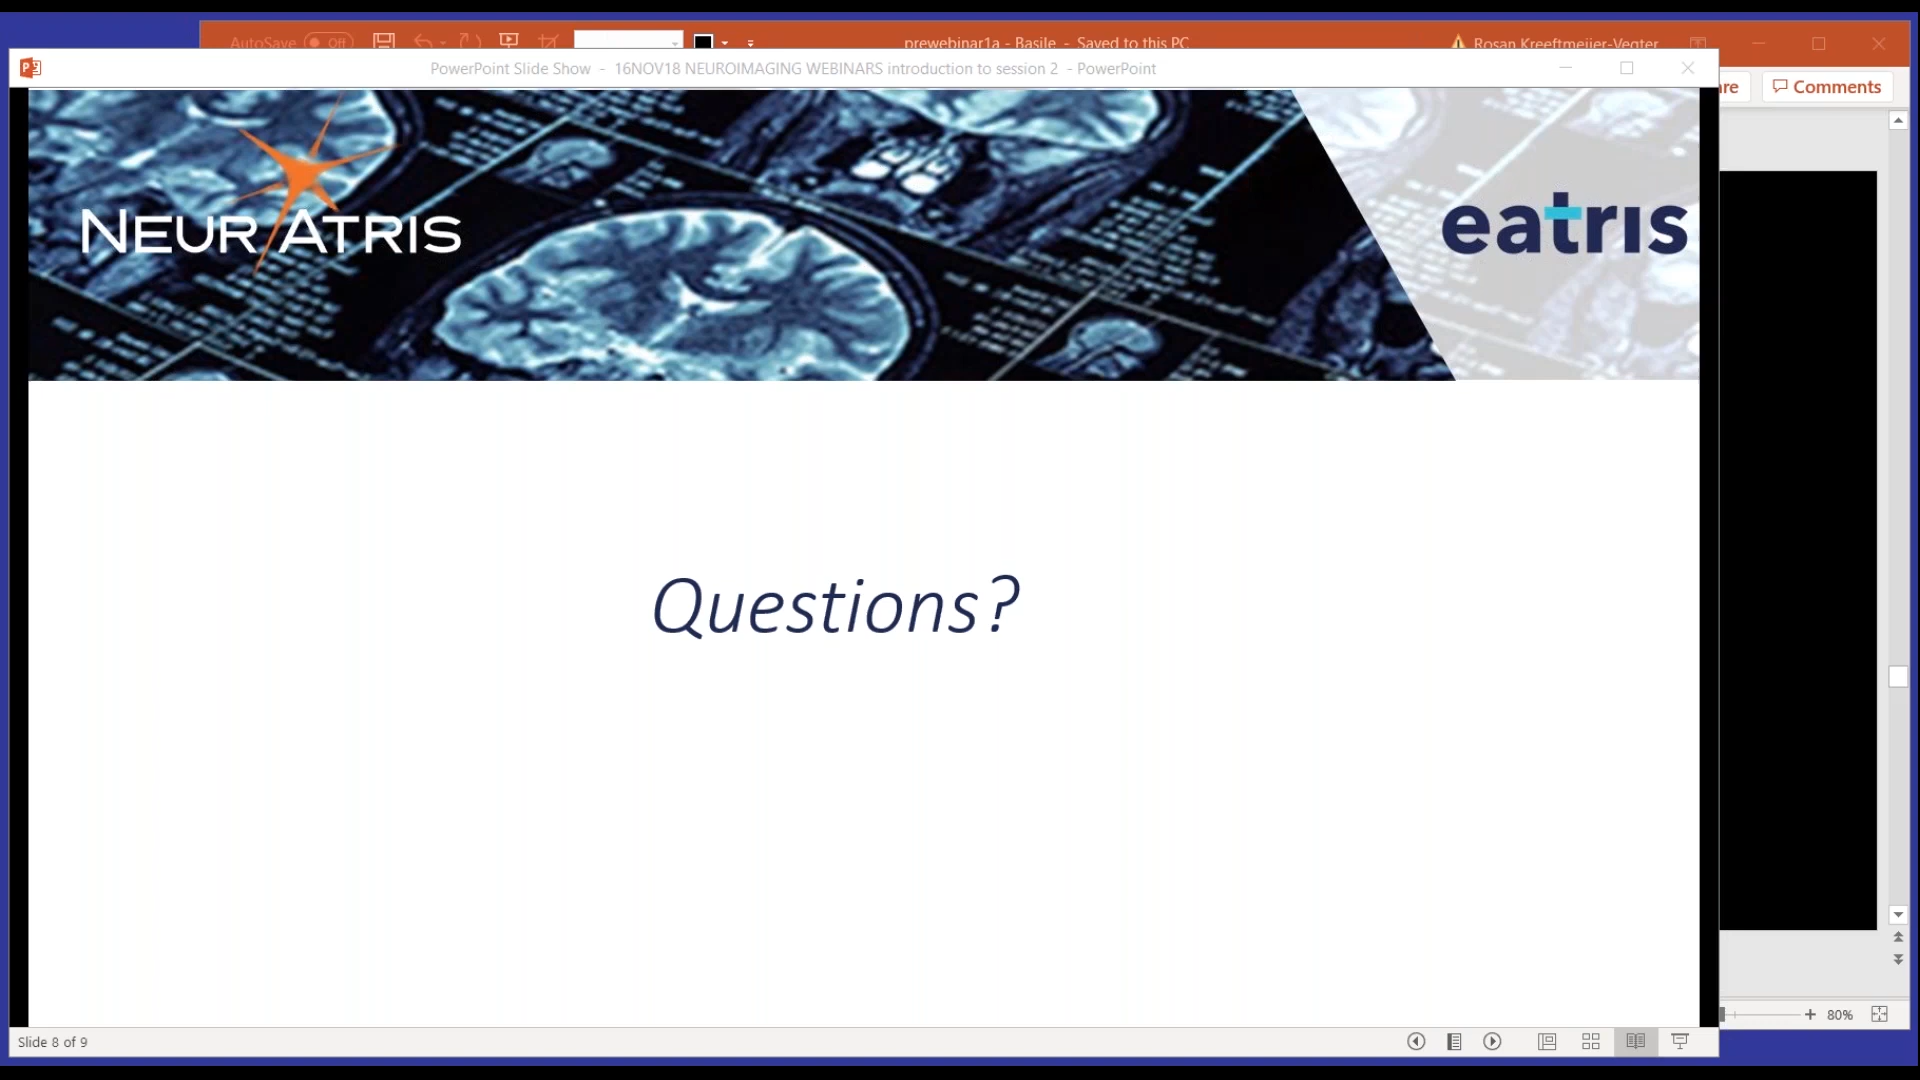 AutoSave Off
prewebinar1a - Basile - Saved to this PC
Rosan Kreeftmeijer-Vegter
PowerPoint Slide Show - 16NOV18 NEUROIMAGING WEBINARS introduction to session 2 - PowerPoint
Comments
NEURATRIS
eatris
Questions?
80%
Slide 8 of 9